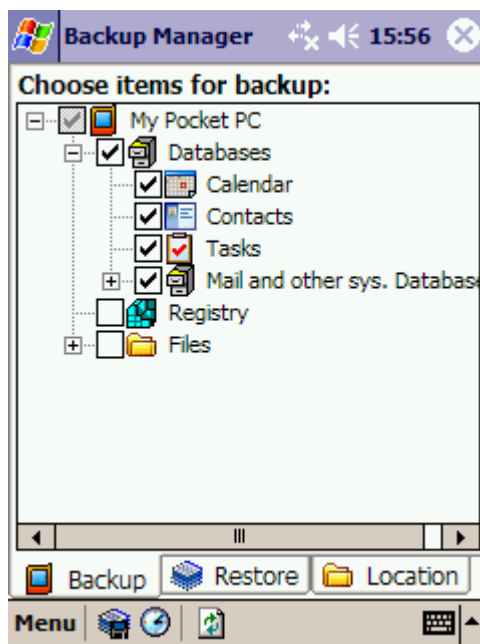 Backup Manager 15:56
Choose items for backup:
My Pocket PC
Databases
Calendar
Contacts
Tasks
Mail and other sys. Database
Registry
Files
Backup Restore Location
Menu